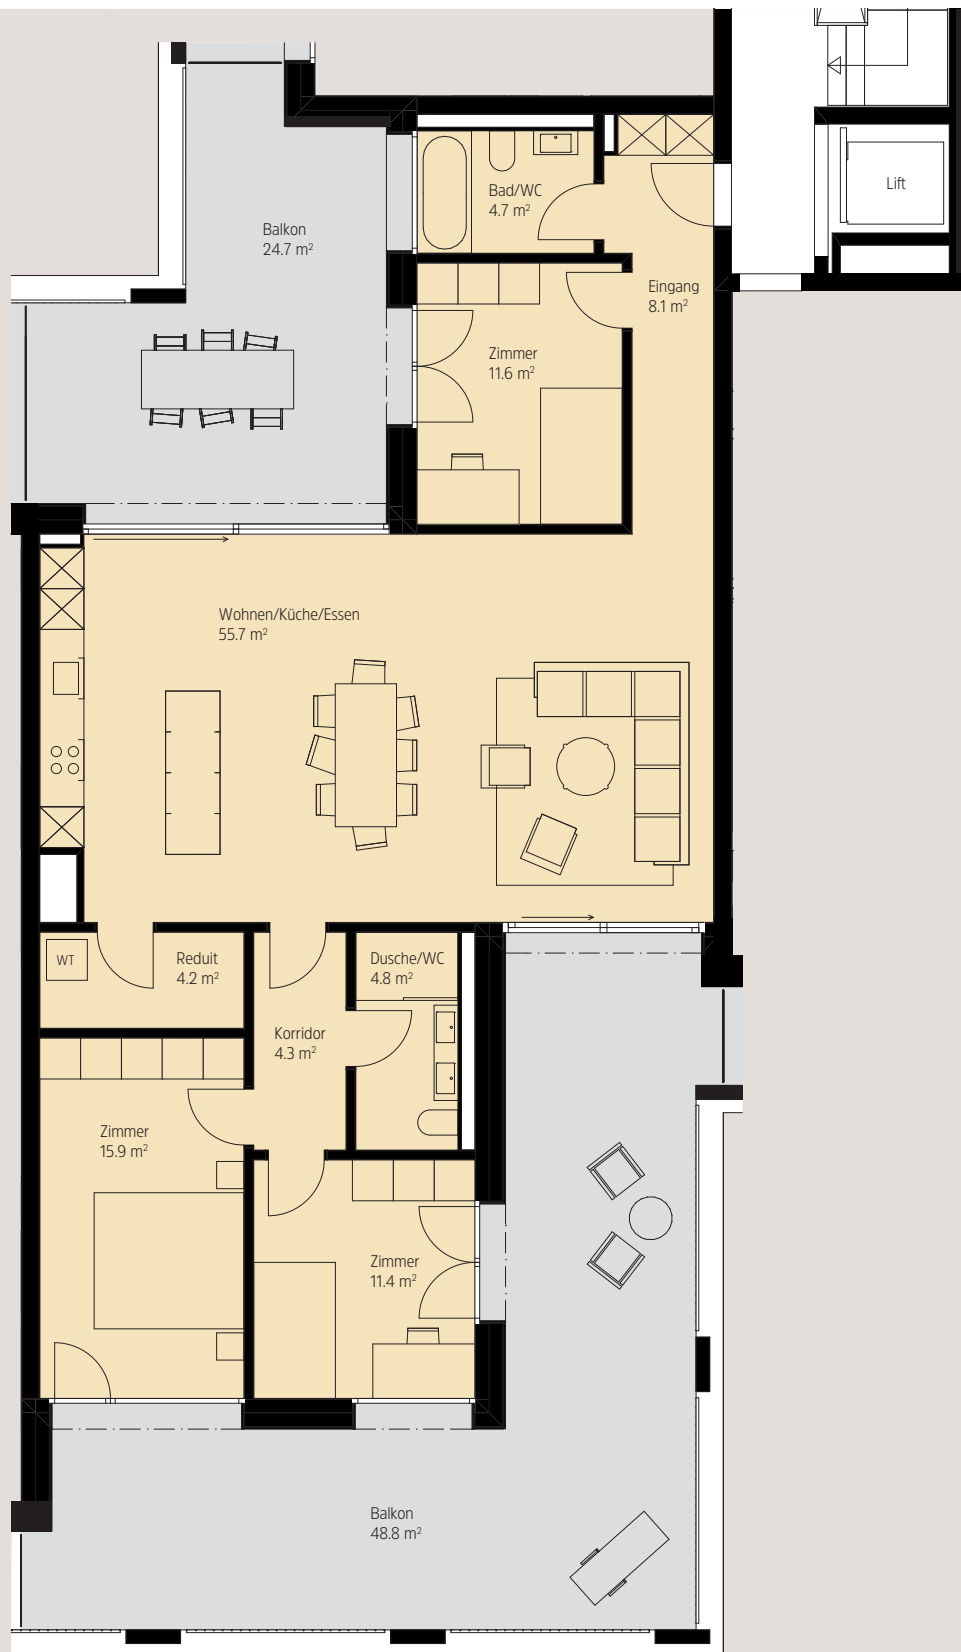 Lift
Bad/WC
4.7 m²
Balkon
24.7 m²
Eingang
8.1 m²
Zimmer
11.6 m²
Wohnen/Küche/Essen
55.7 m²
WT
Reduit
4.2 m²
Dusche/WC
4.8 m²
Korridor
4.3 m²
Zimmer
15.9 m²
Zimmer
11.4 m²
Balkon
48.8 m²